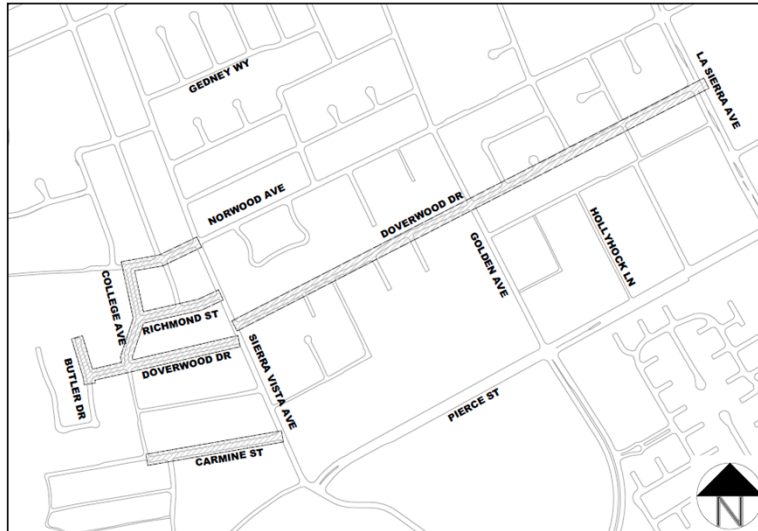 GEDNEY WY
LA SIERRA AVE
NORWOOD AVE
DOVERWOOD DR
HOLLYHOCK LN
GOLDEN AVE
COLLEGE AVE
RICHMOND ST
DOVERWOOD DR
SIERRA VISTA AVE
BUTLER DR
PIERCE ST
CARMINE ST
N